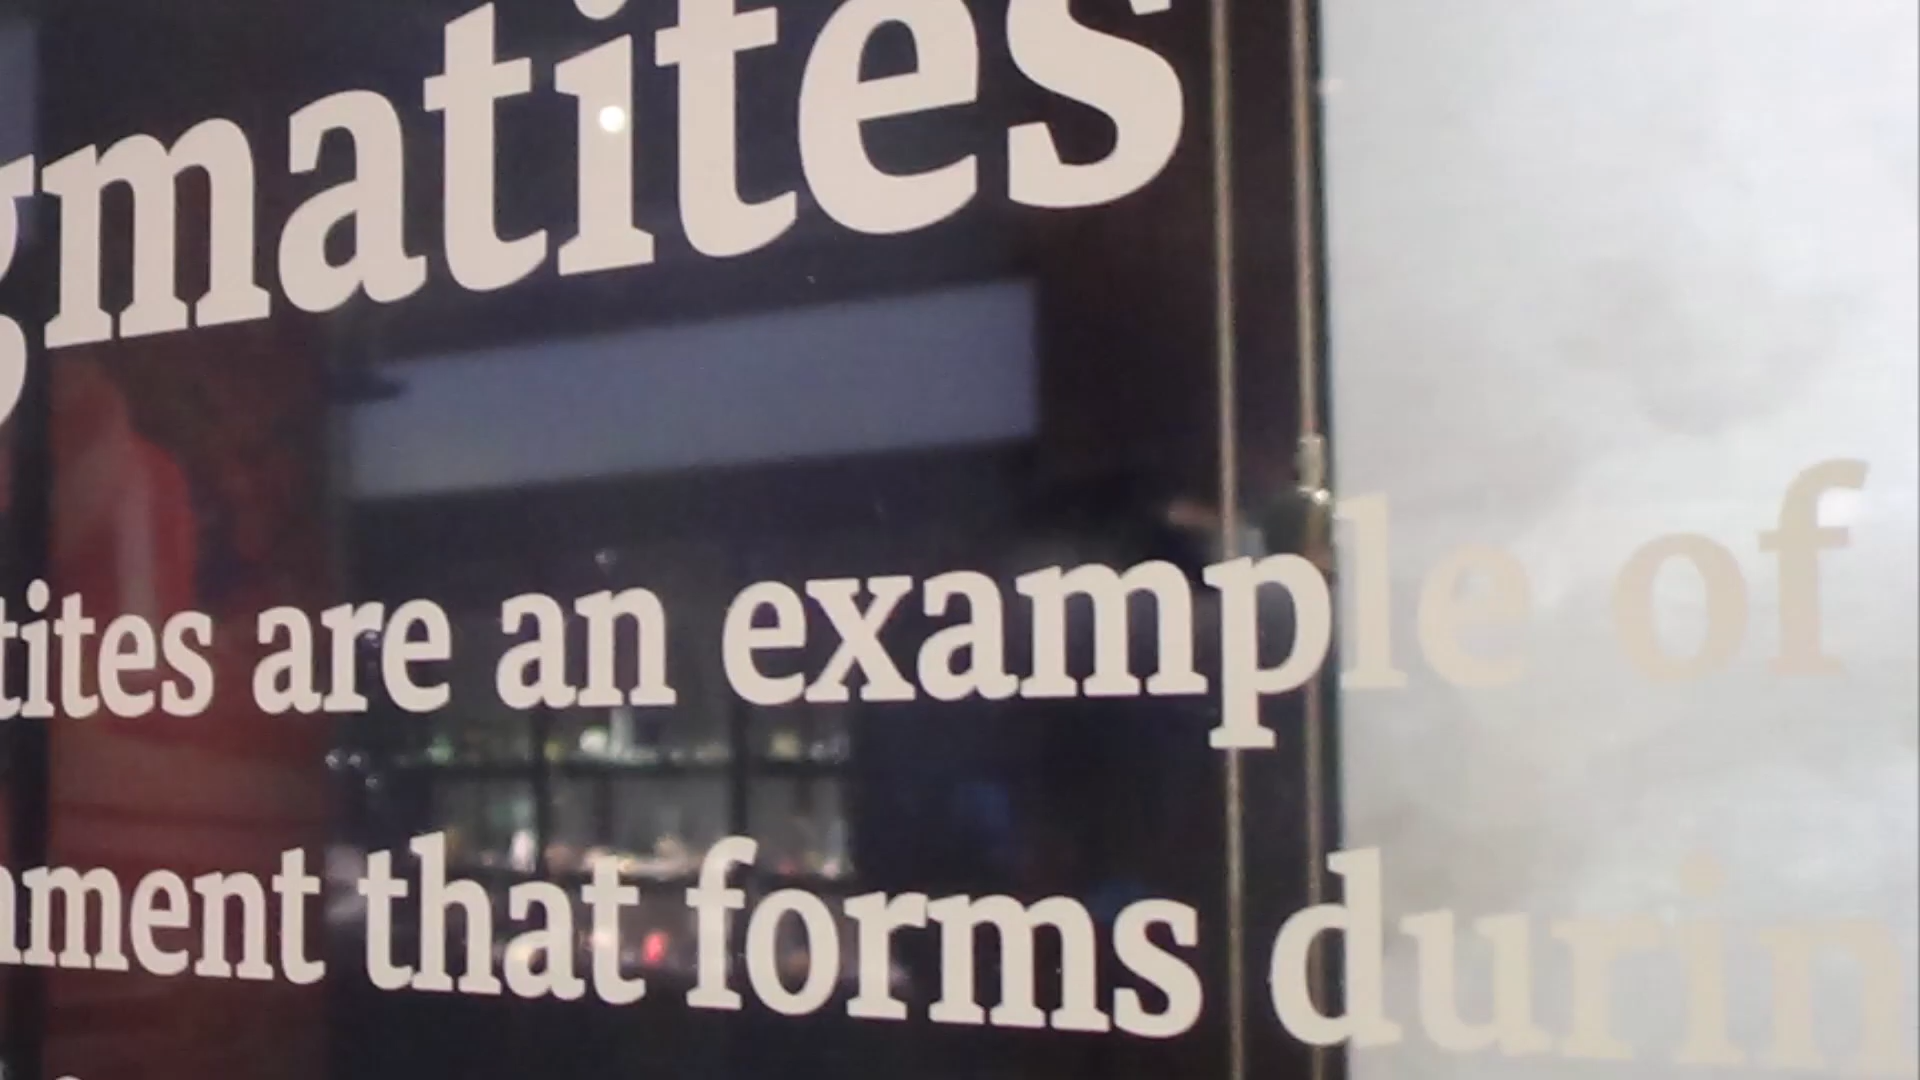 gmatites
tites are an example of
nment that forms durin